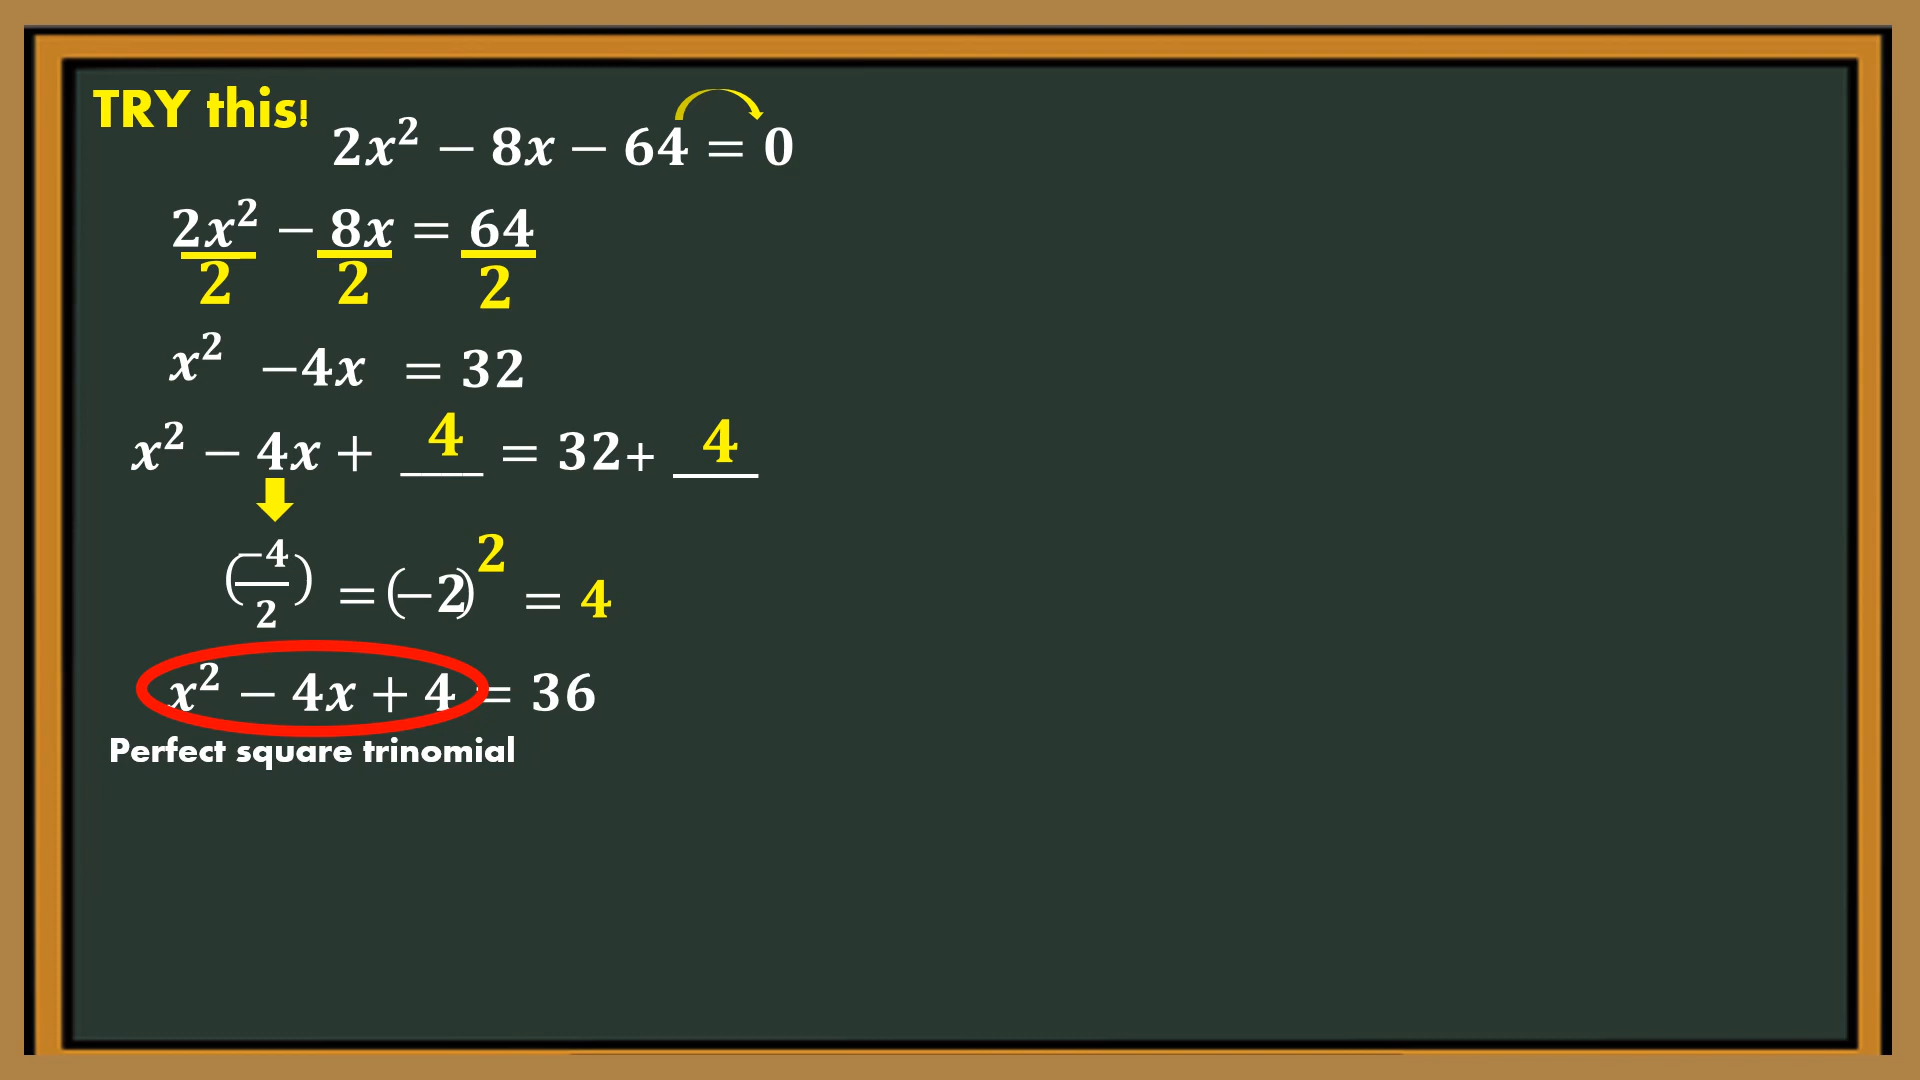 TRY this!
2x² − 8x − 64 = 0
2x² − 8x = 64
2 2 2
x² −4x = 32
x² − 4x + 4 = 32+ 4
(−4/2) = (−2)² = 4
x² − 4x + 4 = 36
Perfect square trinomial